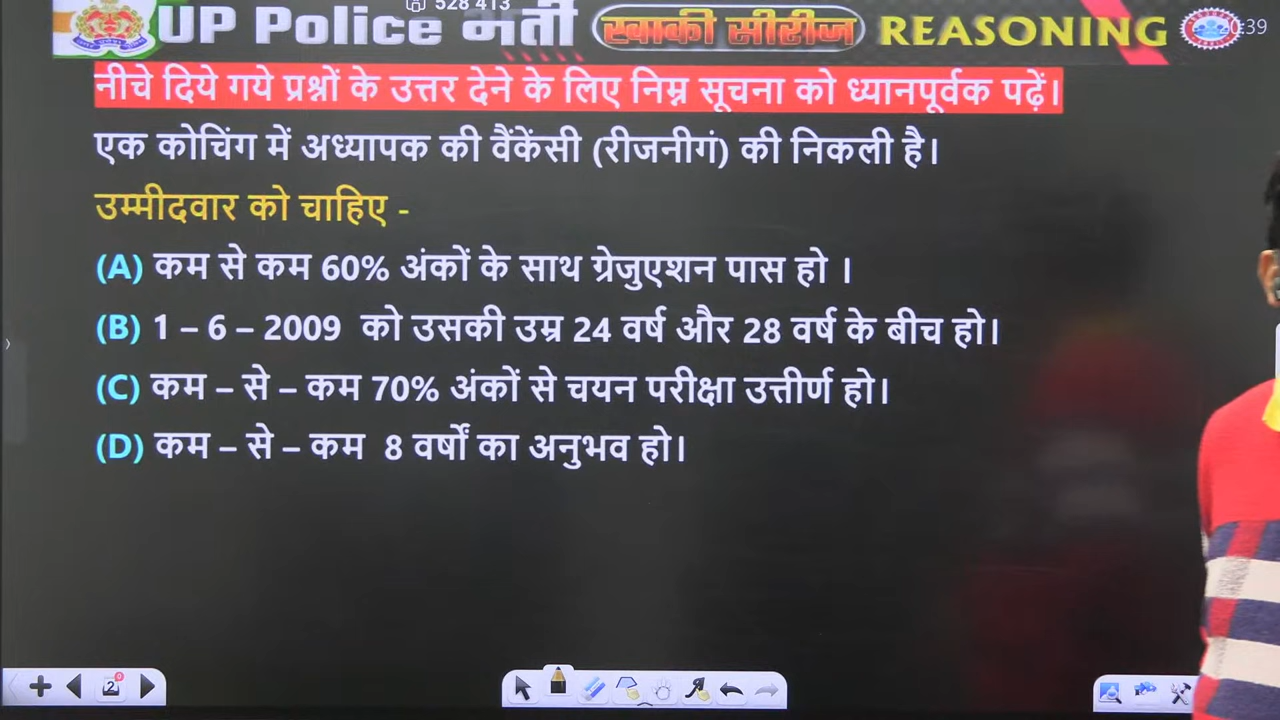 528 413
UP Police भर्ती खाकी सीरीज REASONING
:39
नीचे दिये गये प्रश्नों के उत्तर देने के लिए निम्न सूचना को ध्यानपूर्वक पढ़ें।
एक कोचिंग में अध्यापक की वैंकेंसी (रीजनीगं) की निकली है।
उम्मीदवार को चाहिए -
(A) कम से कम 60% अंकों के साथ ग्रेजुएशन पास हो ।
(B) 1 – 6 – 2009 को उसकी उम्र 24 वर्ष और 28 वर्ष के बीच हो।
(C) कम – से – कम 70% अंकों से चयन परीक्षा उत्तीर्ण हो।
(D) कम – से – कम 8 वर्षों का अनुभव हो।
2